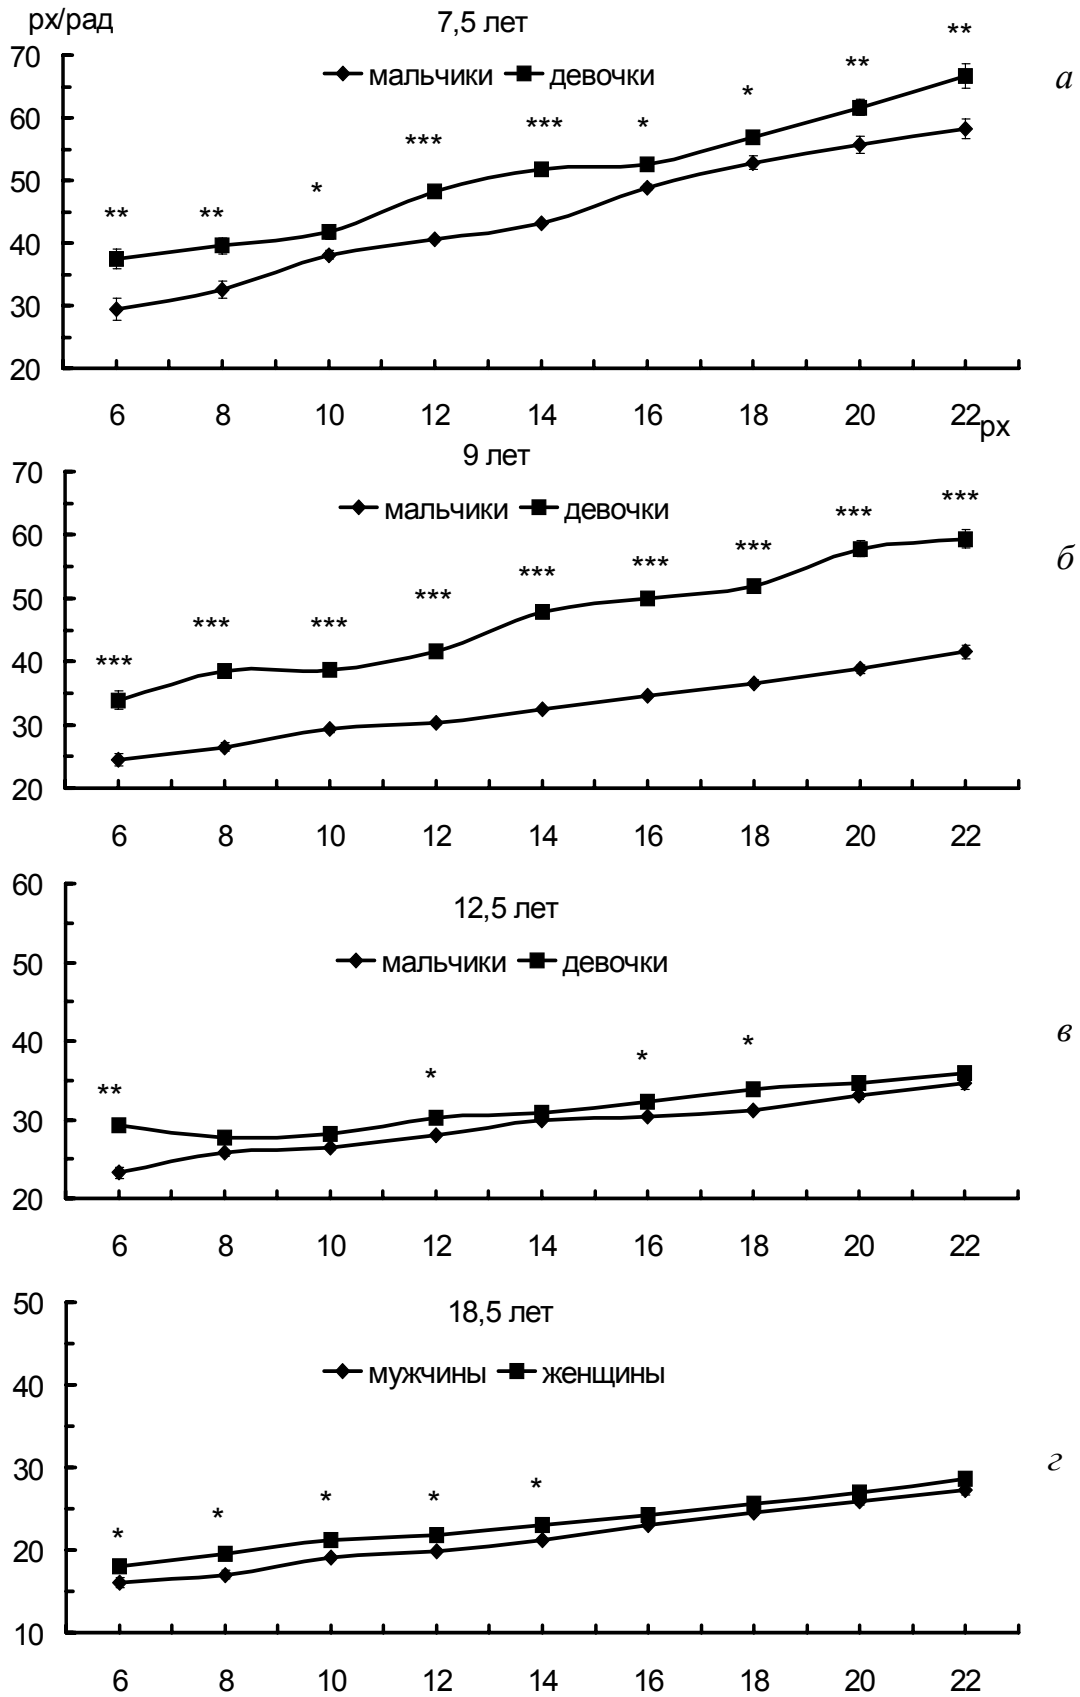 px/рад
7,5 лет
мальчики девочки
а
70
60
50
40
30
20
** ** * *** *** * * ** **
6 8 10 12 14 16 18 20 22
px
9 лет
мальчики девочки
б
70
60
50
40
30
20
*** *** *** *** *** *** *** *** ***
6 8 10 12 14 16 18 20 22
12,5 лет
мальчики девочки
в
60
50
40
30
20
** * * *
6 8 10 12 14 16 18 20 22
18,5 лет
мужчины женщины
г
50
40
30
20
10
* * * * *
6 8 10 12 14 16 18 20 22